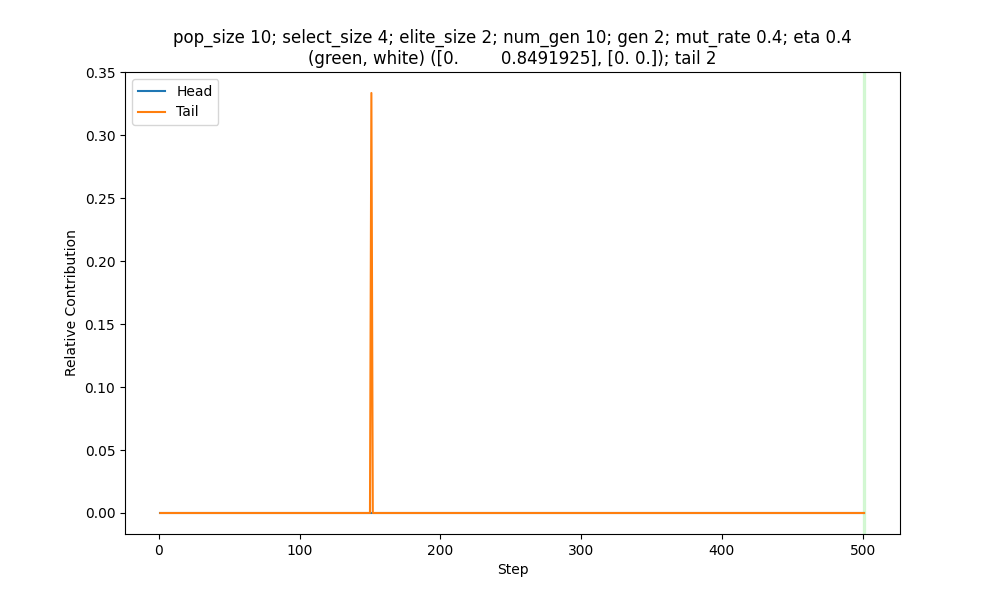 pop_size 10; select_size 4; elite_size 2; num_gen 10; gen 2; mut_rate 0.4; eta 0.4
(green, white) ([0.        0.8491925], [0. 0.]); tail 2
Head
Tail
0.35
0.30
0.25
0.20
0.15
0.10
0.05
0.00
Relative Contribution
0
100
200
300
400
500
Step